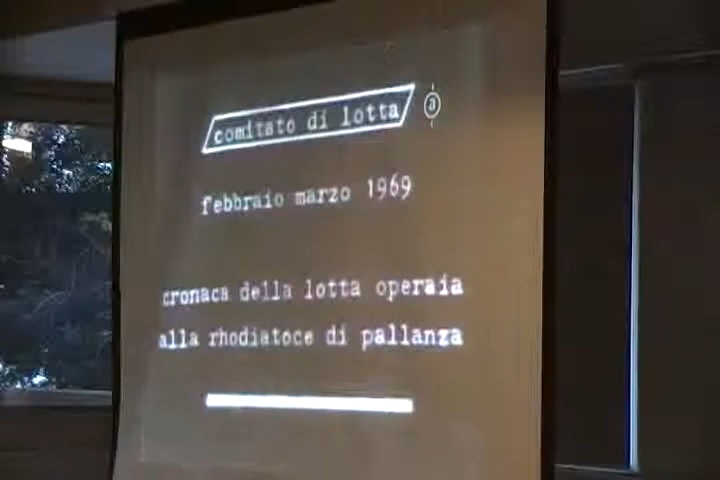 comitato di lotta a
febbraio marzo 1969
cronaca della lotta operaia
alla rhodiatoce di pallanza